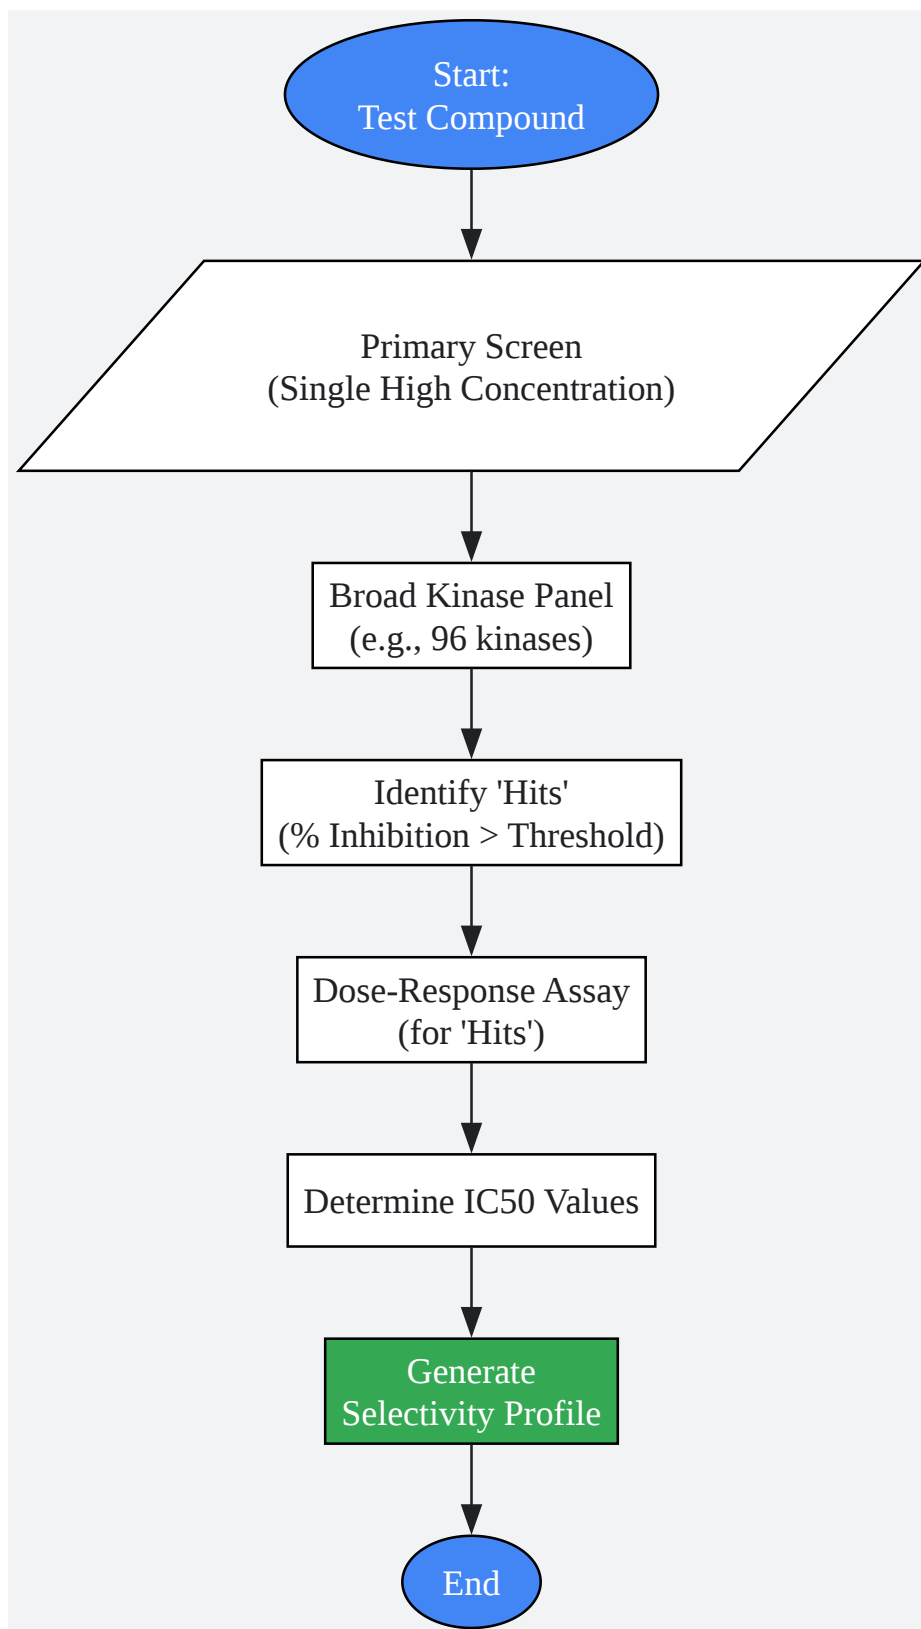 Start:
Test Compound
Primary Screen
(Single High Concentration)
Broad Kinase Panel
(e.g., 96 kinases)
Identify 'Hits'
(% Inhibition > Threshold)
Dose-Response Assay
(for 'Hits')
Determine IC50 Values
Generate
Selectivity Profile
End